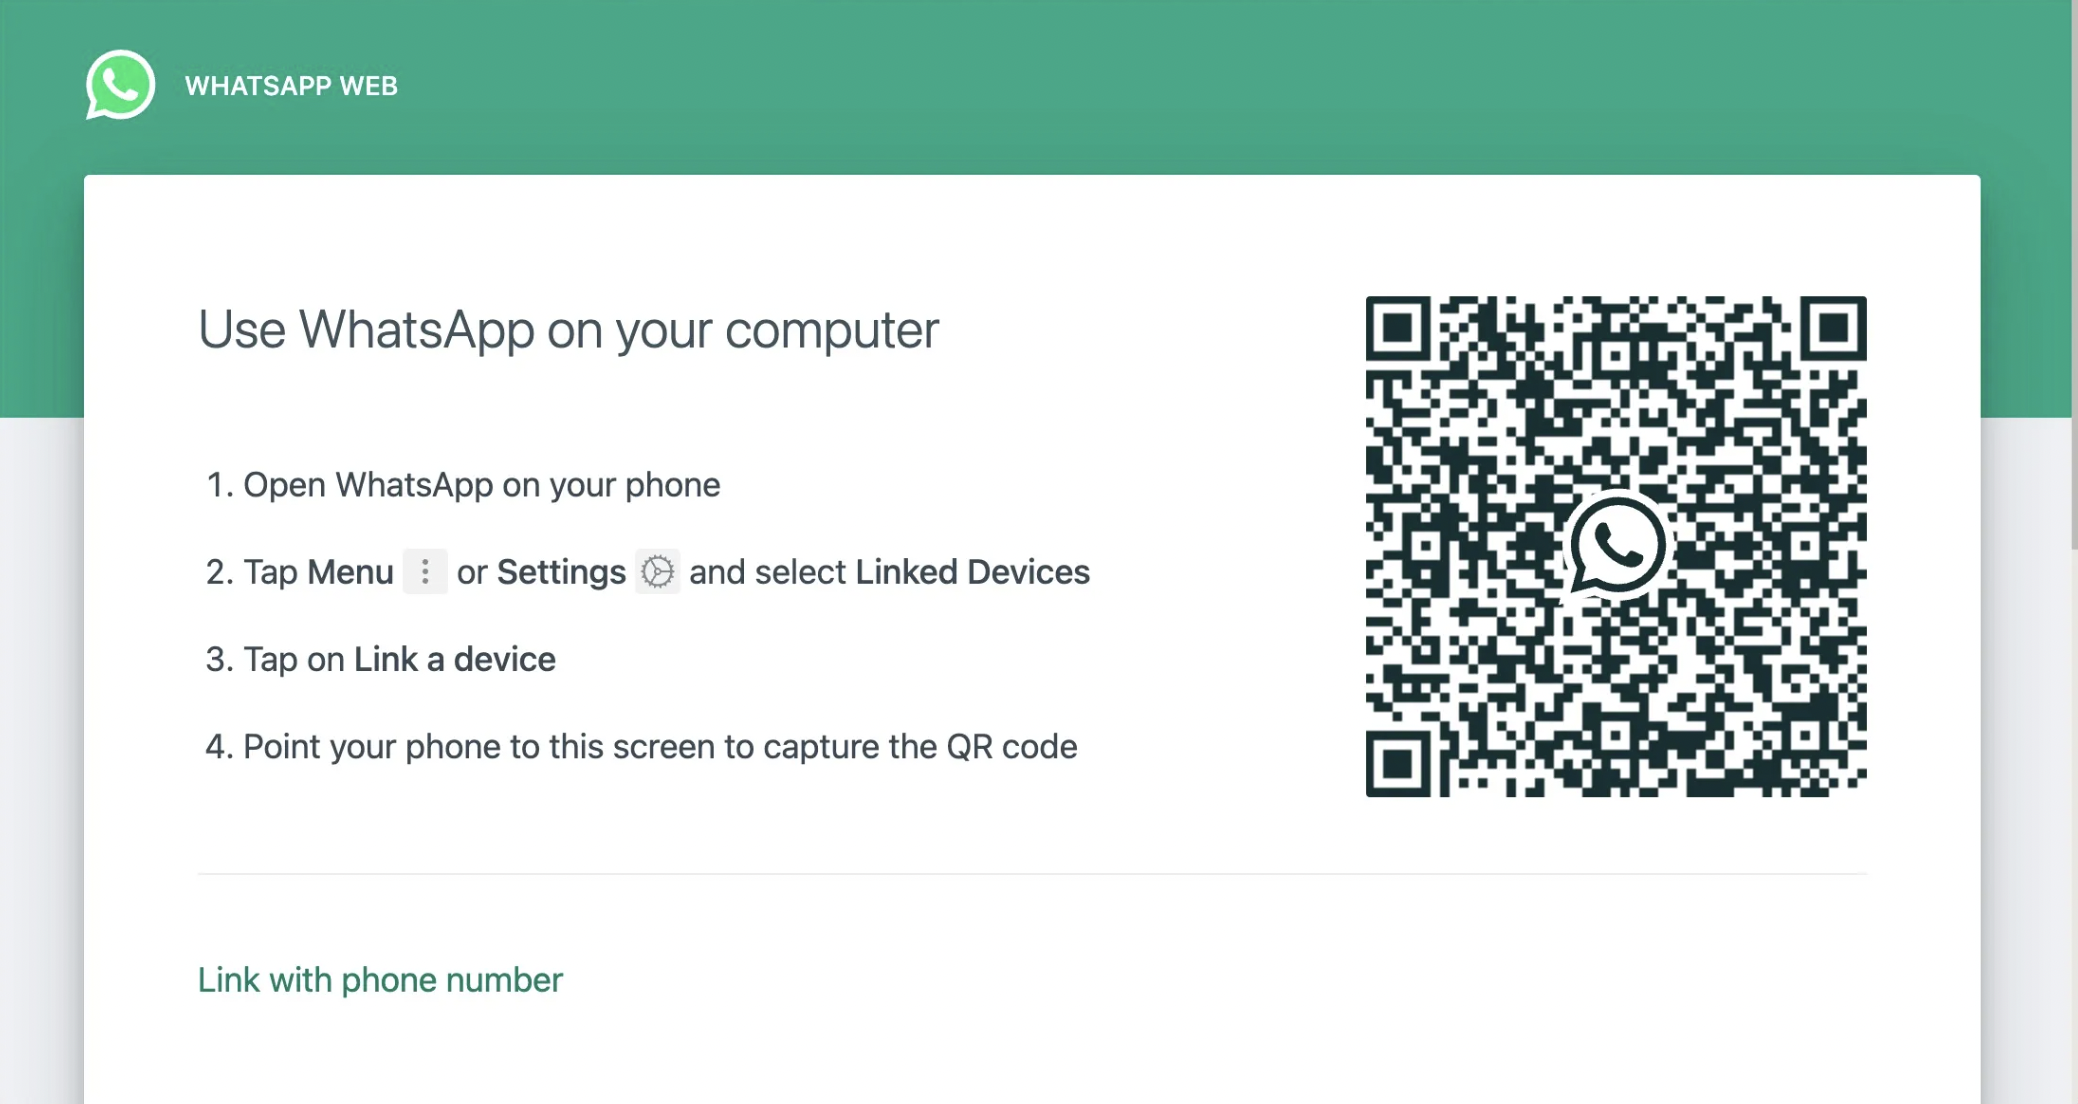 WHATSAPP WEB
Use WhatsApp on your computer
1. Open WhatsApp on your phone
2. Tap Menu or Settings and select Linked Devices
3. Tap on Link a device
4. Point your phone to this screen to capture the QR code
Link with phone number